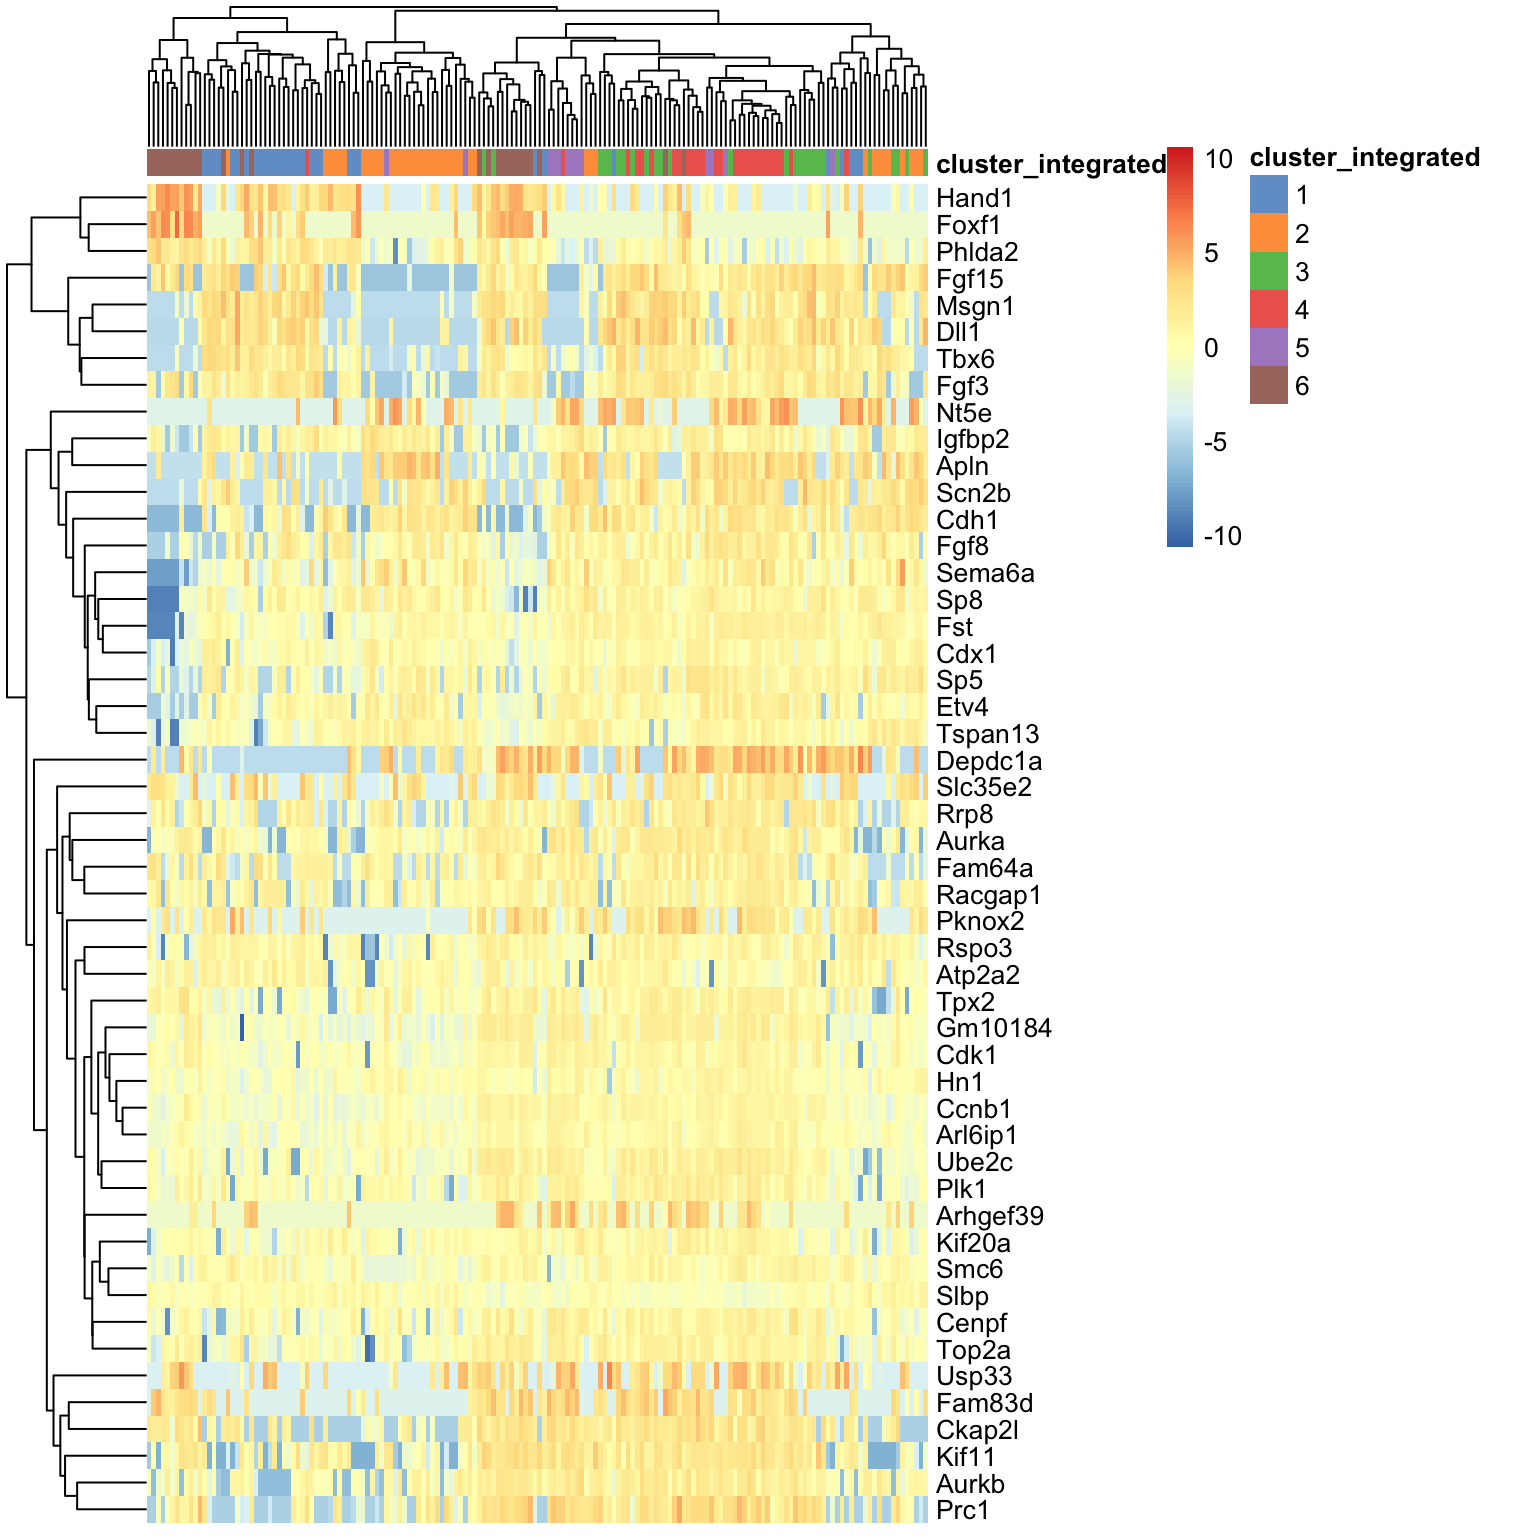 cluster_integrated
10
5
0
-5
-10
cluster_integrated
1
2
3
4
5
6
Hand1
Foxf1
Phlda2
Fgf15
Msgn1
Dll1
Tbx6
Fgf3
Nt5e
Igfbp2
Apln
Scn2b
Cdh1
Fgf8
Sema6a
Sp8
Fst
Cdx1
Sp5
Etv4
Tspan13
Depdc1a
Slc35e2
Rrp8
Aurka
Fam64a
Racgap1
Pknox2
Rspo3
Atp2a2
Tpx2
Gm10184
Cdk1
Hn1
Ccnb1
Arl6ip1
Ube2c
Plk1
Arhgef39
Kif20a
Smc6
Slbp
Cenpf
Top2a
Usp33
Fam83d
Ckap2l
Kif11
Aurkb
Prc1